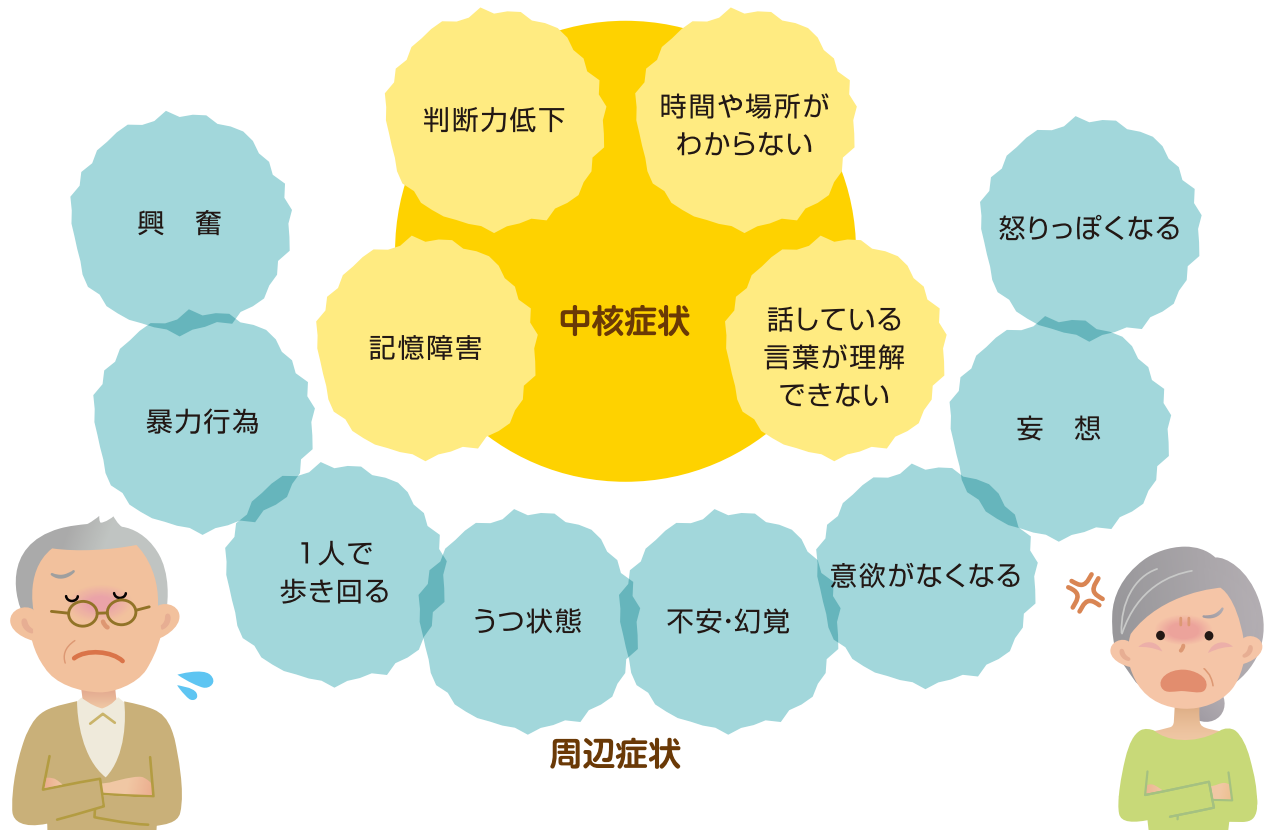 判断力低下
時間や場所が
わからない
記憶障害
中核症状
話している
言葉が理解
できない
興　奮
暴力行為
1人で
歩き回る
うつ状態
不安・幻覚
意欲がなくなる
妄　想
怒りっぽくなる
周辺症状